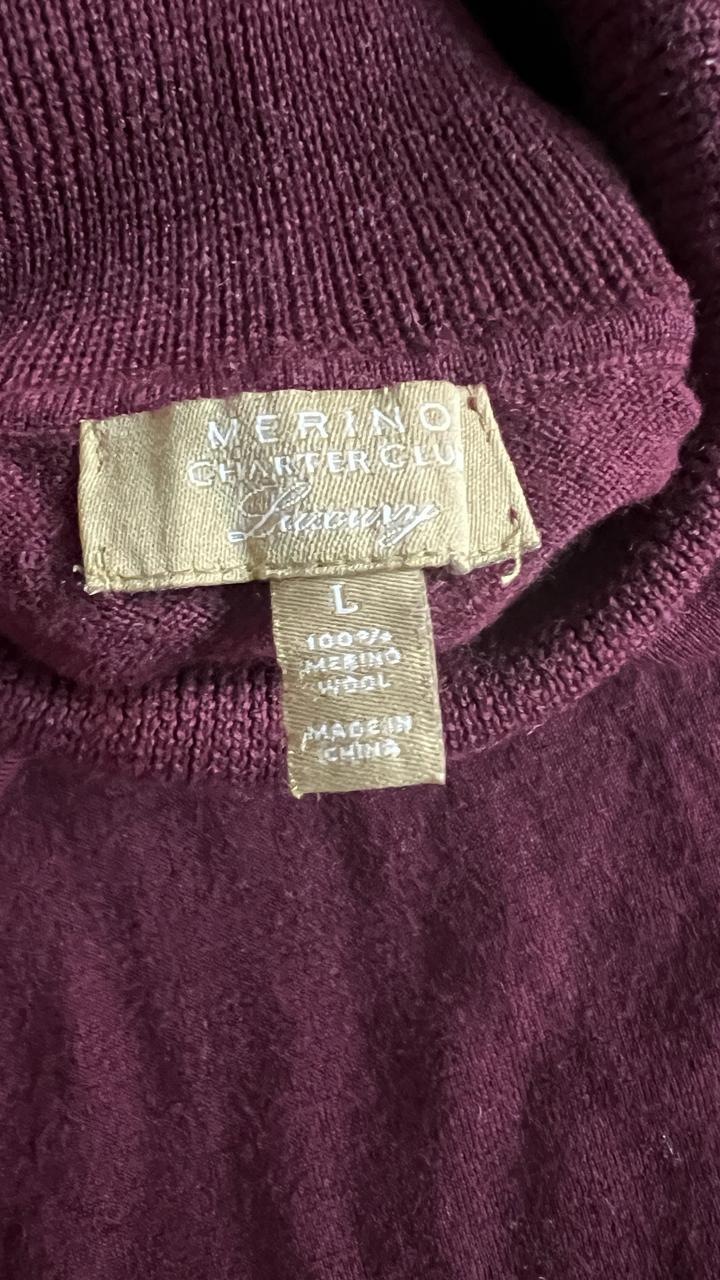 MERINO
CHARTER CLU
Luxury
L
100%
MERINO
WOOL
MADE IN
CHINA